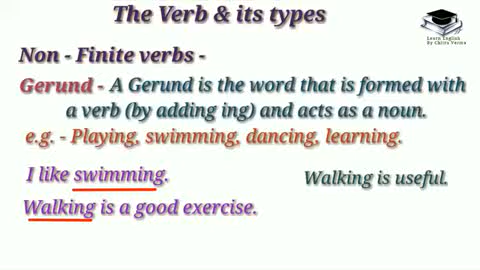 The Verb & its types
Learn English
By Chitra Verma
Non - Finite verbs -
Gerund - A Gerund is the word that is formed with
a verb (by adding ing) and acts as a noun.
e.g. - Playing, swimming, dancing, learning.
I like swimming.
Walking is useful.
Walking is a good exercise.